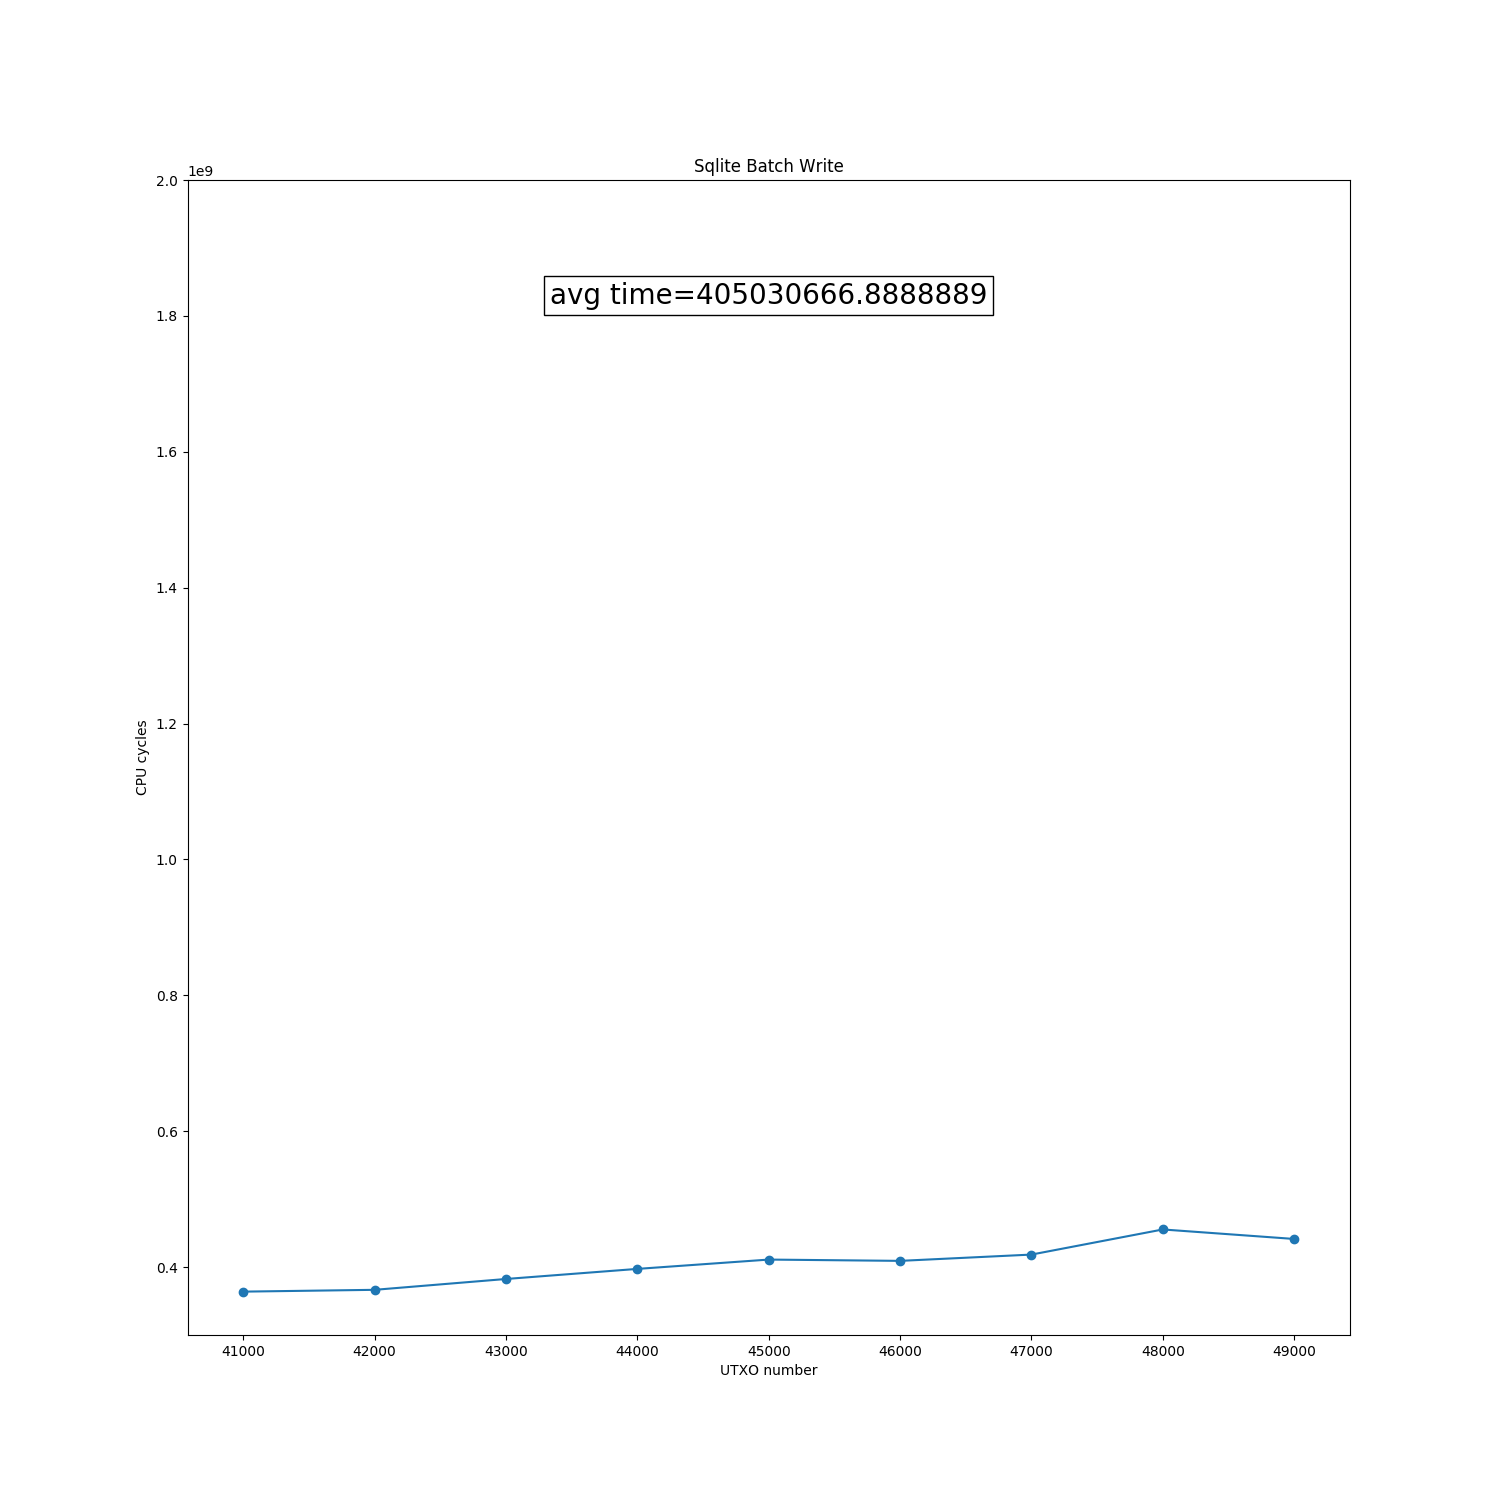 Sqlite Batch Write
1e9
2.0
avg time=405030666.8888889
1.8
1.6
1.4
1.2
CPU cycles
1.0
0.8
0.6
0.4
41000 42000 43000 44000 45000 46000 47000 48000 49000
UTXO number